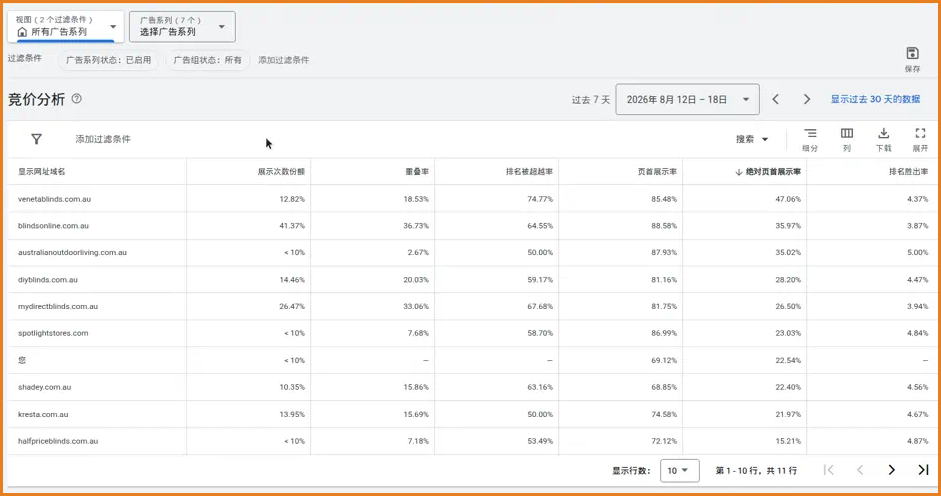 视图（2 个过滤条件） 广告系列（7 个）
所有广告系列 选择广告系列
过滤条件 广告系列状态：已启用 广告组状态：所有 添加过滤条件 保存
竞价分析 过去 7 天 2026年 8月 12日 – 18日 显示过去 30 天的数据
添加过滤条件 搜索 细分 列 下载 展开
显示网址域名 展示次数份额 重叠率 排名被超越率 页首展示率 绝对页首展示率 排名胜出率
venetablinds.com.au 12.82% 18.53% 74.77% 85.48% 47.06% 4.37%
blindsonline.com.au 41.37% 36.73% 64.55% 88.58% 35.97% 3.87%
australianoutdoorliving.com.au < 10% 2.67% 50.00% 87.93% 35.02% 5.00%
diyblinds.com.au 14.46% 20.03% 59.17% 81.16% 28.20% 4.47%
mydirectblinds.com.au 26.47% 33.06% 67.68% 81.75% 26.50% 3.94%
spotlightstores.com < 10% 7.68% 58.70% 86.99% 23.03% 4.84%
您 < 10% — — 69.12% 22.54% —
shadey.com.au 10.35% 15.86% 63.16% 68.85% 22.40% 4.56%
kresta.com.au 13.95% 15.69% 50.00% 74.58% 21.97% 4.67%
halfpriceblinds.com.au < 10% 7.18% 53.49% 72.12% 15.21% 4.87%
显示行数： 10 第 1 - 10 行，共 11 行